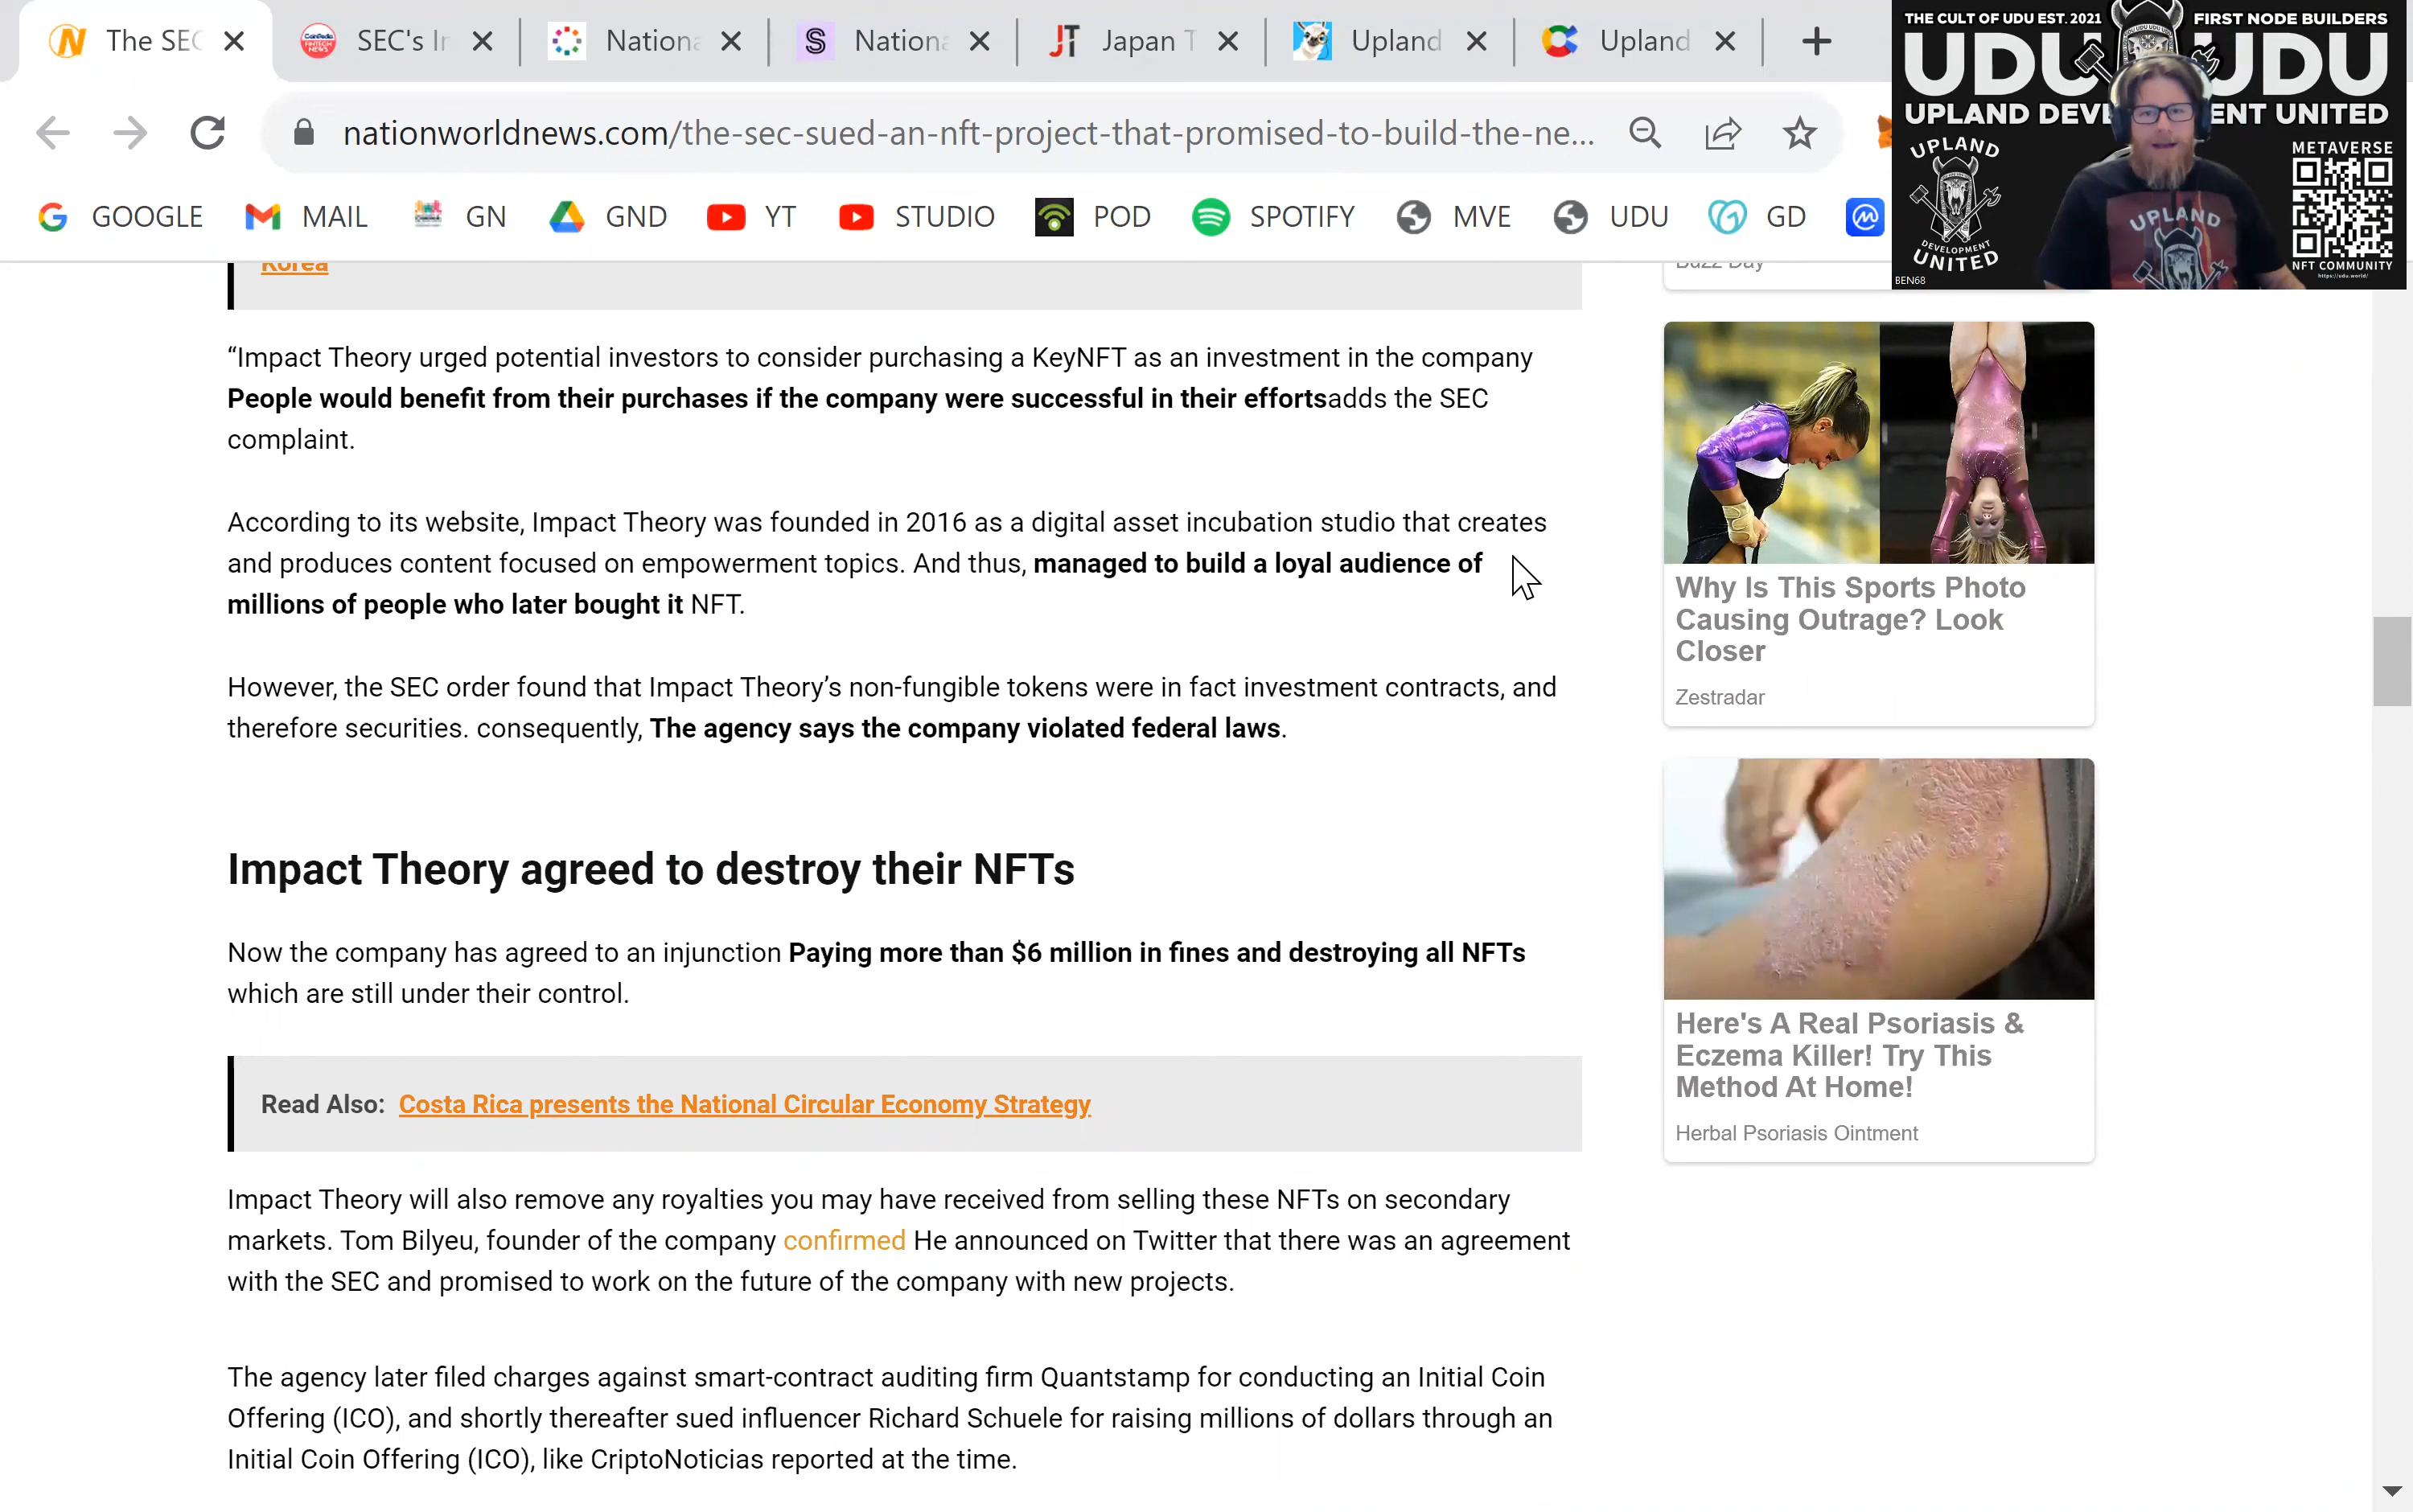 The SEC
SEC's In
Nationa
Nationa
Japan T
Upland
Upland
nationworldnews.com/the-sec-sued-an-nft-project-that-promised-to-build-the-ne...
GOOGLE
MAIL
GN
GND
YT
STUDIO
POD
SPOTIFY
MVE
UDU
GD
THE CULT OF UDU EST. 2021
FIRST NODE BUILDERS
UDU UDU
UPLAND DEVE ENT UNITED
UPLAND
DEVELOPMENT
UNITED
METAVERSE
NFT COMMUNITY
https://udu.world/
UPLAND
BEN68
Korea
Buzz Day
“Impact Theory urged potential investors to consider purchasing a KeyNFT as an investment in the company
People would benefit from their purchases if the company were successful in their effortsadds the SEC
complaint.
According to its website, Impact Theory was founded in 2016 as a digital asset incubation studio that creates
and produces content focused on empowerment topics. And thus, managed to build a loyal audience of
millions of people who later bought it NFT.
However, the SEC order found that Impact Theory’s non-fungible tokens were in fact investment contracts, and
therefore securities. consequently, The agency says the company violated federal laws.
Impact Theory agreed to destroy their NFTs
Now the company has agreed to an injunction Paying more than $6 million in fines and destroying all NFTs
which are still under their control.
Read Also: Costa Rica presents the National Circular Economy Strategy
Impact Theory will also remove any royalties you may have received from selling these NFTs on secondary
markets. Tom Bilyeu, founder of the company confirmed He announced on Twitter that there was an agreement
with the SEC and promised to work on the future of the company with new projects.
The agency later filed charges against smart-contract auditing firm Quantstamp for conducting an Initial Coin
Offering (ICO), and shortly thereafter sued influencer Richard Schuele for raising millions of dollars through an
Initial Coin Offering (ICO), like CriptoNoticias reported at the time.
Why Is This Sports Photo
Causing Outrage? Look
Closer
Zestradar
Here's A Real Psoriasis &
Eczema Killer! Try This
Method At Home!
Herbal Psoriasis Ointment